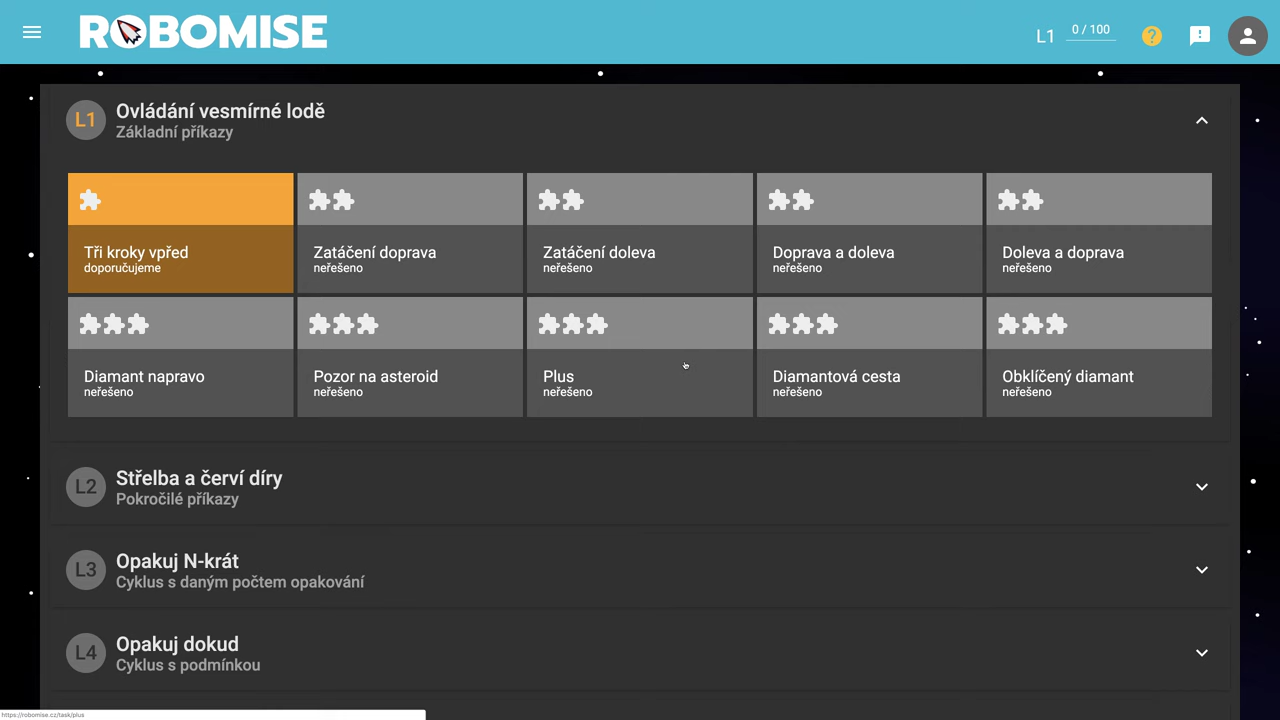 ROBOMISE
L1 0 / 100
L1
Ovládání vesmírné lodě
Základní příkazy
Tři kroky vpřed
doporučujeme
Zatáčení doprava
neřešeno
Zatáčení doleva
neřešeno
Doprava a doleva
neřešeno
Doleva a doprava
neřešeno
Diamant napravo
neřešeno
Pozor na asteroid
neřešeno
Plus
neřešeno
Diamantová cesta
neřešeno
Obklíčený diamant
neřešeno
L2
Střelba a červí díry
Pokročilé příkazy
L3
Opakuj N-krát
Cyklus s daným počtem opakování
L4
Opakuj dokud
Cyklus s podmínkou
https://robomise.cz/task/plus